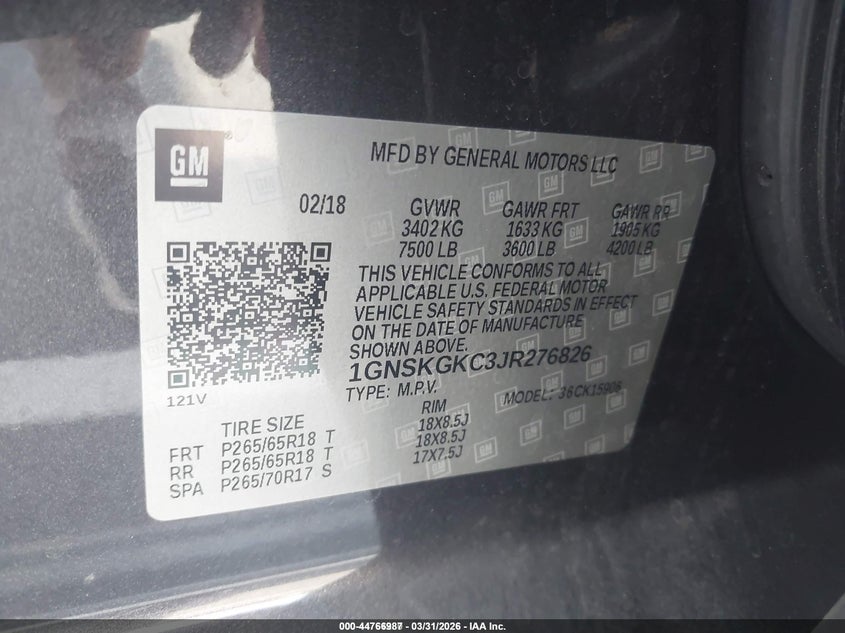 GM
MFD BY GENERAL MOTORS LLC
02/18 GVWR GAWR FRT GAWR RR
3402 KG 1633 KG 1905 KG
7500 LB 3600 LB 4200 LB
THIS VEHICLE CONFORMS TO ALL
APPLICABLE U.S. FEDERAL MOTOR
VEHICLE SAFETY STANDARDS IN EFFECT
ON THE DATE OF MANUFACTURE
SHOWN ABOVE.
1GNSKGKC3JR276826
TYPE: M.P.V. MODEL: 36CK15906
121V
TIRE SIZE RIM
FRT P265/65R18 T 18X8.5J
RR P265/65R18 T 18X8.5J
SPA P265/70R17 S 17X7.5J
000-44766987 - 03/31/2026 - IAA Inc.